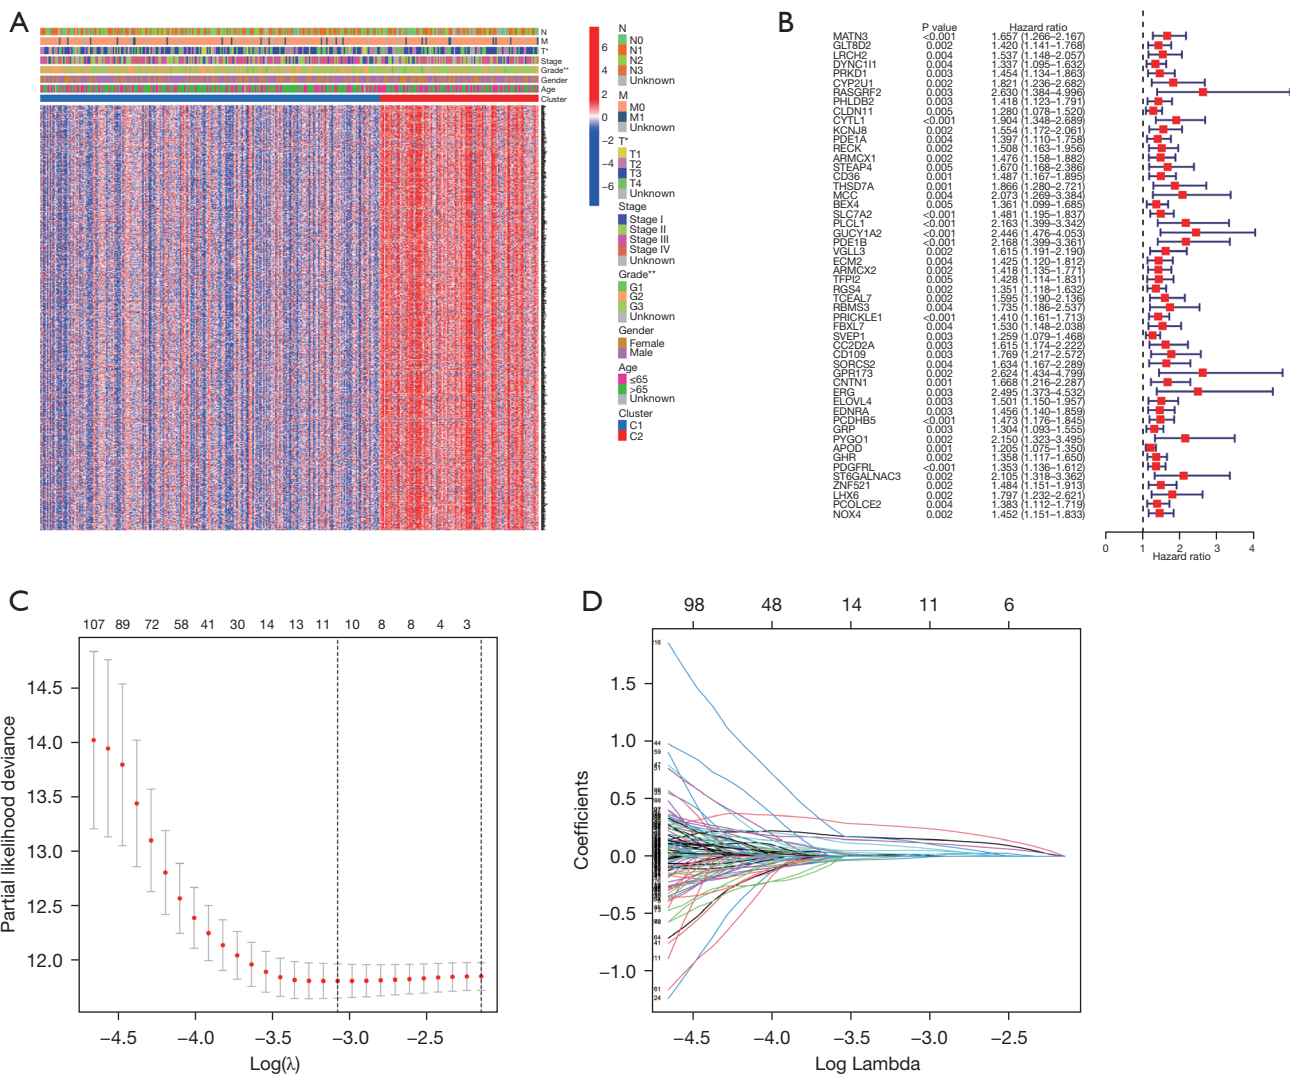 A
N
M
T*
Stage
Grade**
Gender
Age
Cluster
6
4
2
0
−2
−4
−6
N
N0
N1
N2
N3
Unknown
M
M0
M1
Unknown
T*
T1
T2
T3
T4
Unknown
Stage
Stage I
Stage II
Stage III
Stage IV
Unknown
Grade**
G1
G2
G3
Unknown
Gender
Female
Male
Age
≤65
>65
Unknown
Cluster
C1
C2
B
P value Hazard ratio
MATN3 <0.001 1.657 (1.266–2.167)
GLT8D2 0.002 1.420 (1.141–1.768)
LRCH2 0.004 1.537 (1.148–2.057)
DYNC1I1 0.004 1.337 (1.095–1.632)
PRKD1 0.003 1.454 (1.134–1.863)
CYP2U1 0.002 1.821 (1.236–2.682)
RASGRF2 0.003 2.630 (1.384–4.996)
PHLDB2 0.003 1.418 (1.123–1.791)
CLDN11 0.005 1.280 (1.078–1.520)
CYTL1 <0.001 1.904 (1.348–2.689)
KCNJ8 0.002 1.554 (1.172–2.061)
PDE1A 0.004 1.397 (1.110–1.758)
RECK 0.002 1.508 (1.163–1.956)
ARMCX1 0.002 1.476 (1.158–1.882)
STEAP4 0.005 1.670 (1.168–2.386)
CD36 0.001 1.487 (1.167–1.895)
THSD7A 0.001 1.866 (1.280–2.721)
MCC 0.004 2.073 (1.269–3.384)
BEX4 0.005 1.361 (1.099–1.685)
SLC7A2 <0.001 1.481 (1.195–1.837)
PLCL1 <0.001 2.163 (1.399–3.342)
GUCY1A2 <0.001 2.446 (1.476–4.053)
PDE1B <0.001 2.168 (1.399–3.361)
VGLL3 0.002 1.615 (1.191–2.190)
ECM2 0.004 1.425 (1.120–1.812)
ARMCX2 0.002 1.418 (1.135–1.771)
TFPI2 0.005 1.428 (1.114–1.831)
RGS4 0.002 1.351 (1.118–1.632)
TCEAL7 0.002 1.595 (1.190–2.136)
RBMS3 0.004 1.735 (1.186–2.537)
PRICKLE1 <0.001 1.410 (1.161–1.713)
FBXL7 0.004 1.530 (1.148–2.038)
SVEP1 0.003 1.259 (1.079–1.468)
CC2D2A 0.003 1.615 (1.174–2.222)
CD109 0.003 1.769 (1.217–2.572)
SORCS2 0.004 1.634 (1.167–2.289)
GPR173 0.002 2.624 (1.434–4.799)
CNTN1 0.001 1.668 (1.216–2.287)
ERG 0.003 2.495 (1.373–4.532)
ELOVL4 0.003 1.501 (1.150–1.957)
EDNRA 0.003 1.456 (1.140–1.859)
PCDHB5 <0.001 1.473 (1.176–1.845)
GRP 0.003 1.304 (1.093–1.555)
PYGO1 0.002 2.150 (1.323–3.495)
APOD 0.001 1.205 (1.075–1.350)
GHR 0.002 1.358 (1.117–1.650)
PDGFRL <0.001 1.353 (1.136–1.612)
ST6GALNAC3 0.002 2.105 (1.318–3.362)
ZNF521 0.002 1.484 (1.151–1.913)
LHX6 0.002 1.797 (1.232–2.621)
PCOLCE2 0.004 1.383 (1.112–1.719)
NOX4 0.002 1.452 (1.151–1.833)
0 1 2 3 4
Hazard ratio
C
107 89 72 58 41 30 14 13 11 10 8 8 4 3
14.5
14.0
13.5
13.0
12.5
12.0
Partial likelihood deviance
−4.5 −4.0 −3.5 −3.0 −2.5
Log(λ)
D
98 48 14 11 6
1.5
1.0
0.5
0.0
−0.5
−1.0
Coefficients
44
59
64
41
11
61
24
−4.5 −4.0 −3.5 −3.0 −2.5
Log Lambda